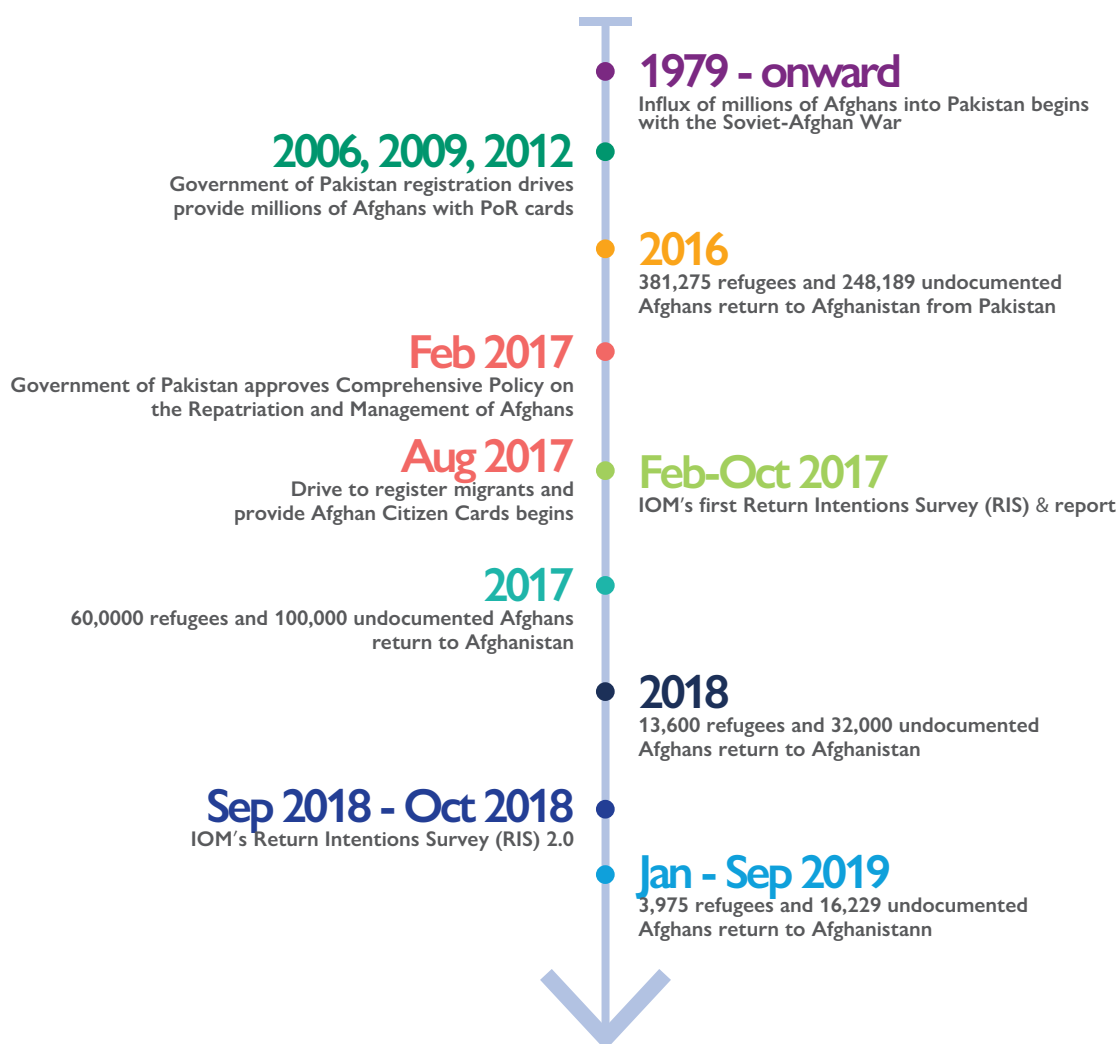 1979 - onward
Influx of millions of Afghans into Pakistan begins
with the Soviet-Afghan War
2006, 2009, 2012
Government of Pakistan registration drives
provide millions of Afghans with PoR cards
2016
381,275 refugees and 248,189 undocumented
Afghans return to Afghanistan from Pakistan
Feb 2017
Government of Pakistan approves Comprehensive Policy on
the Repatriation and Management of Afghans
Aug 2017
Drive to register migrants and
provide Afghan Citizen Cards begins
Feb-Oct 2017
IOM's first Return Intentions Survey (RIS) & report
2017
60,0000 refugees and 100,000 undocumented Afghans
return to Afghanistan
2018
13,600 refugees and 32,000 undocumented
Afghans return to Afghanistan
Sep 2018 - Oct 2018
IOM's Return Intentions Survey (RIS) 2.0
Jan - Sep 2019
3,975 refugees and 16,229 undocumented
Afghans return to Afghanistann